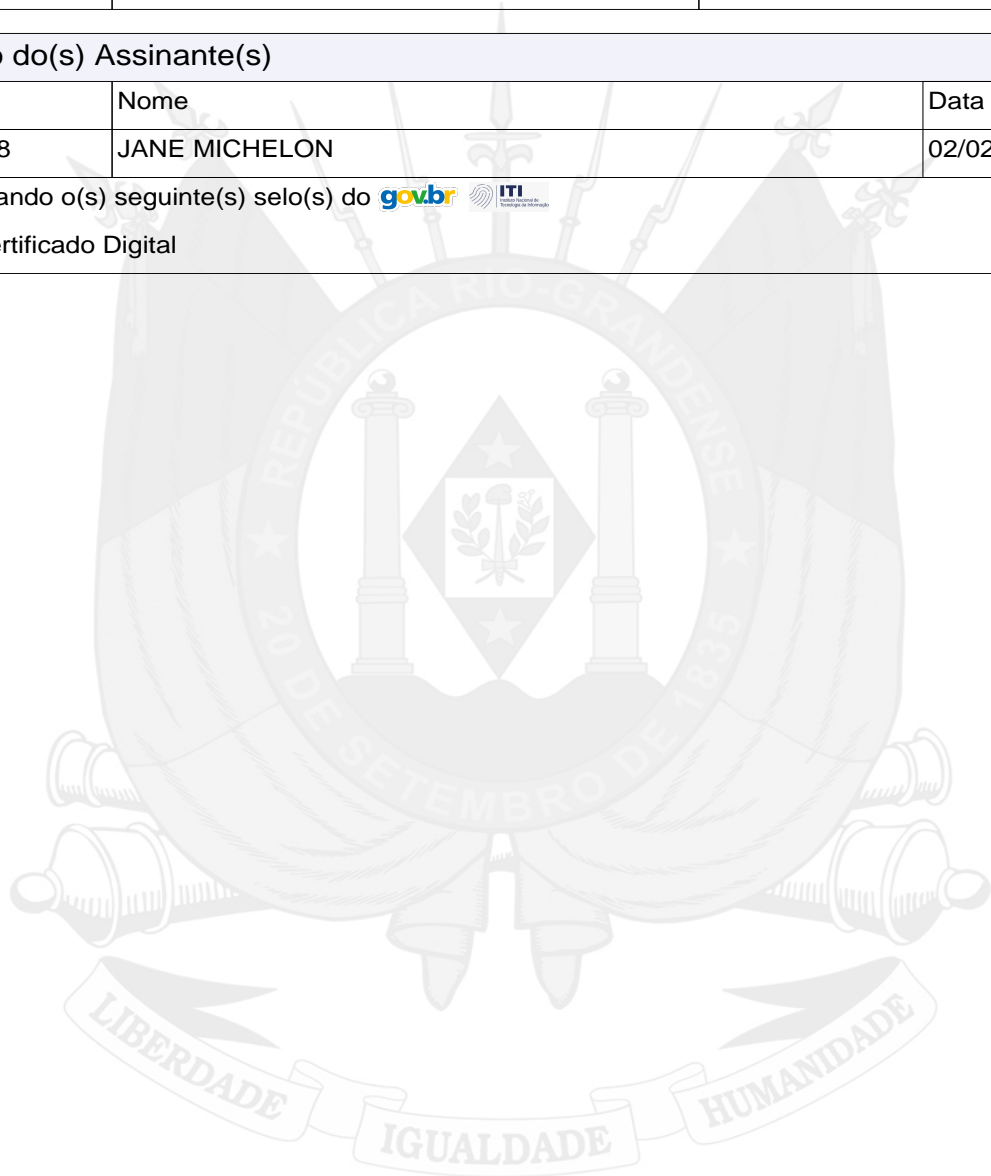 do(s) Assinante(s)
Nome Data
8 JANE MICHELON 02/02
ando o(s) seguinte(s) selo(s) do gov.br ITI
ertificado Digital
REPÚBLICA RIO-GRANDENSE
20 DE SETEMBRO DE 1835
LIBERDADE IGUALDADE HUMANIDADE